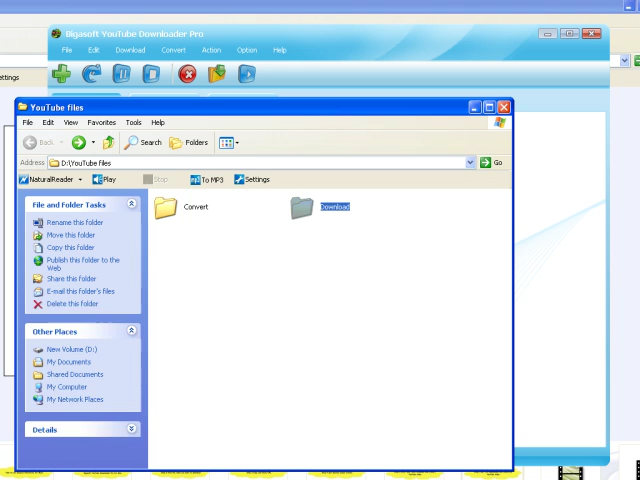 Bigasoft YouTube Downloader Pro
File Edit Download Convert Action Option Help
ettings
YouTube files
File Edit View Favorites Tools Help
Back Search Folders
Address D:\YouTube files Go
NaturalReader Play Stop To MP3 Settings
File and Folder Tasks
Rename this folder
Move this folder
Copy this folder
Publish this folder to the
Web
Share this folder
E-mail this folder's files
Delete this folder
Other Places
New Volume (D:)
My Documents
Shared Documents
My Computer
My Network Places
Details
Convert
Download